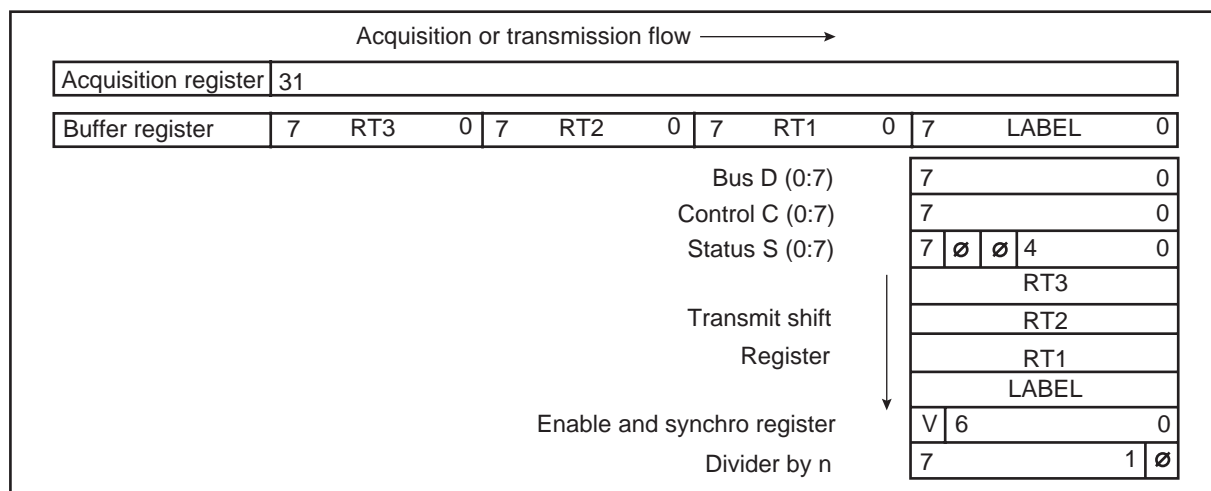 Acquisition or transmission flow
Acquisition register 31
Buffer register 7 RT3 0 7 RT2 0 7 RT1 0 7 LABEL 0
Bus D (0:7) 7 0
Control C (0:7) 7 0
Status S (0:7) 7 ø ø 4 0
RT3
Transmit shift RT2
Register RT1
LABEL
Enable and synchro register V 6 0
Divider by n 7 1 ø